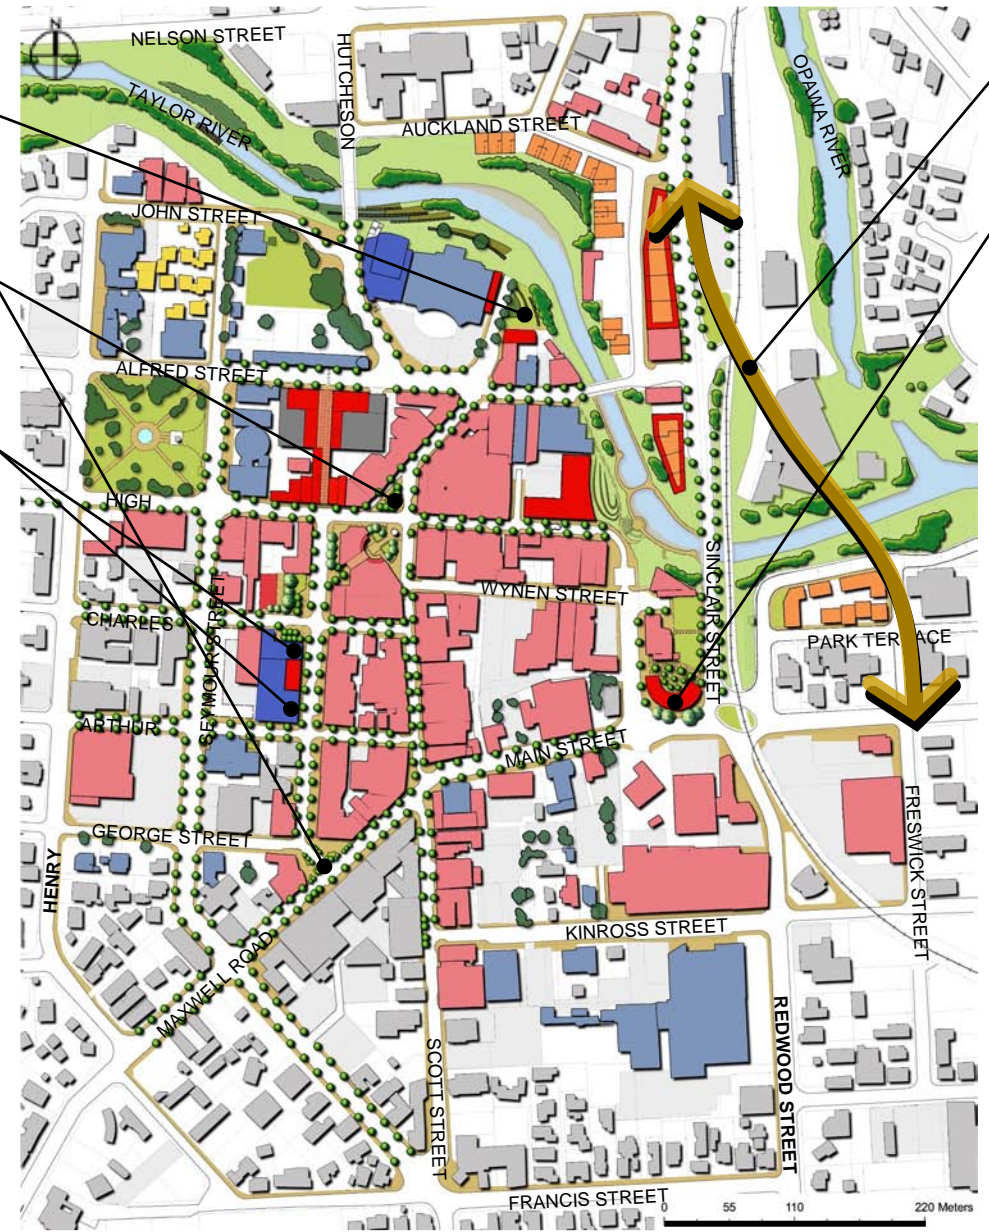 N
NELSON STREET
HUTCHESON
OPAWA RIVER
TAYLOR RIVER
AUCKLAND STREET
JOHN STREET
ALFRED STREET
HIGH
SEYMOUR STREET
WYNEN STREET
SINCLAIR STREET
CHARLES
PARK TERRACE
ARTHUR
MAIN STREET
GEORGE STREET
HENRY
FRESWICK STREET
KINROSS STREET
MAXWELL ROAD
SCOTT STREET
REDWOOD STREET
FRANCIS STREET
0 55 110 220 Meters